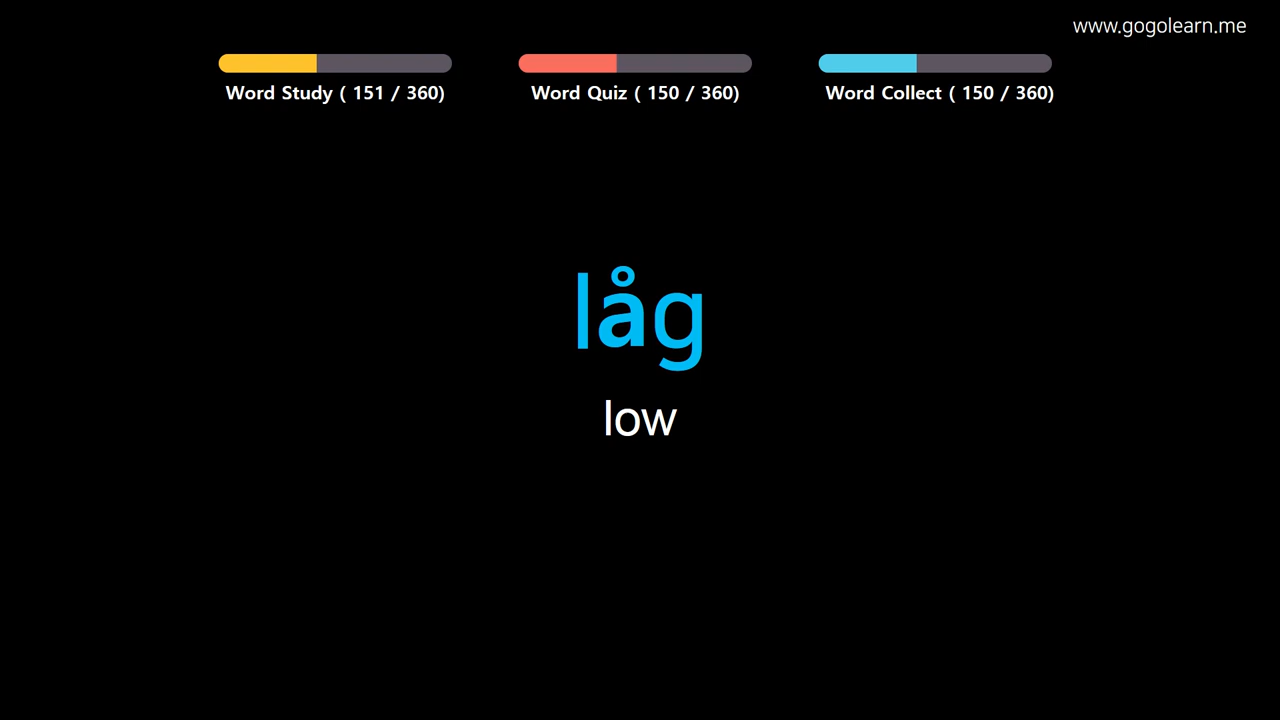 www.gogolearn.me
Word Study ( 151 / 360)
Word Quiz ( 150 / 360)
Word Collect ( 150 / 360)
låg
low